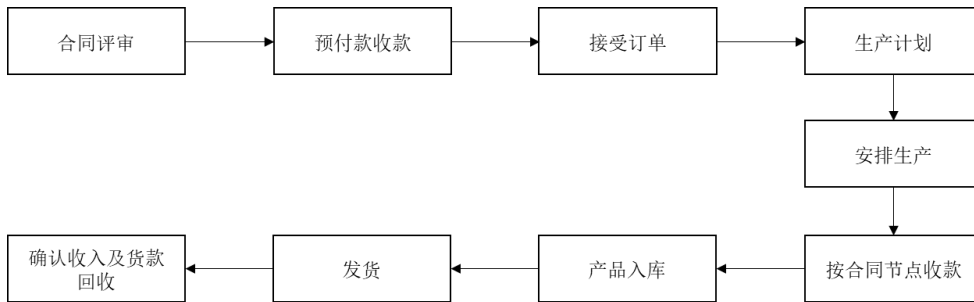 合同评审
预付款收款
接受订单
生产计划
安排生产
按合同节点收款
产品入库
发货
确认收入及货款
回收